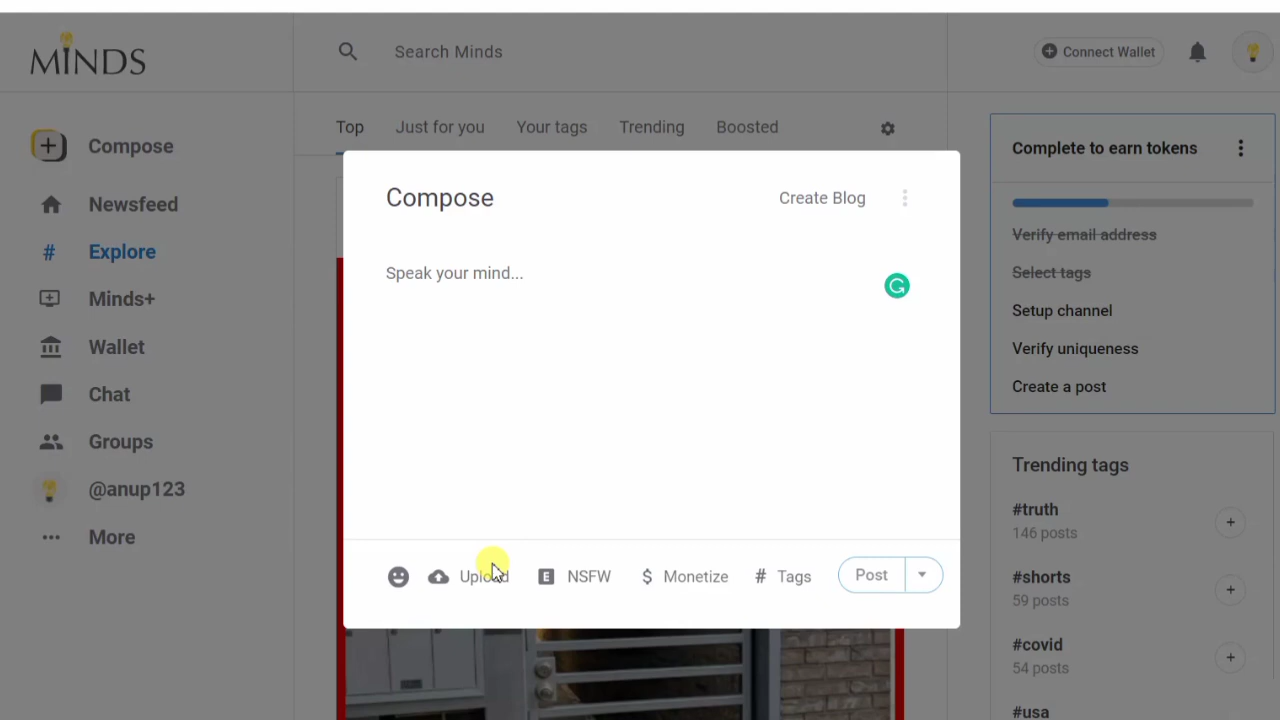 MINDS
Search Minds
Connect Wallet
Compose
Newsfeed
# Explore
Minds+
Wallet
Chat
Groups
@anup123
More
Top
Just for you
Your tags
Trending
Boosted
Compose
Create Blog
Speak your mind...
Upload
E NSFW
$ Monetize
# Tags
Post
Complete to earn tokens
Verify email address
Select tags
Setup channel
Verify uniqueness
Create a post
Trending tags
#truth
146 posts
#shorts
59 posts
#covid
54 posts
#usa